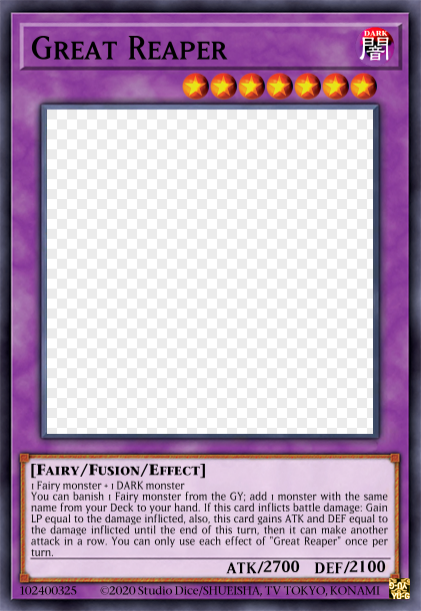 Great Reaper
DARK
闇
[Fairy/Fusion/Effect]
1 Fairy monster + 1 DARK monster
You can banish 1 Fairy monster from the GY; add 1 monster with the same
name from your Deck to your hand. If this card inflicts battle damage: Gain
LP equal to the damage inflicted, also, this card gains ATK and DEF equal to
the damage inflicted until the end of this turn, then it can make another
attack in a row. You can only use each effect of "Great Reaper" once per
turn.
ATK/2700 DEF/2100
102400325 ©2020 Studio Dice/SHUEISHA, TV TOKYO, KONAMI